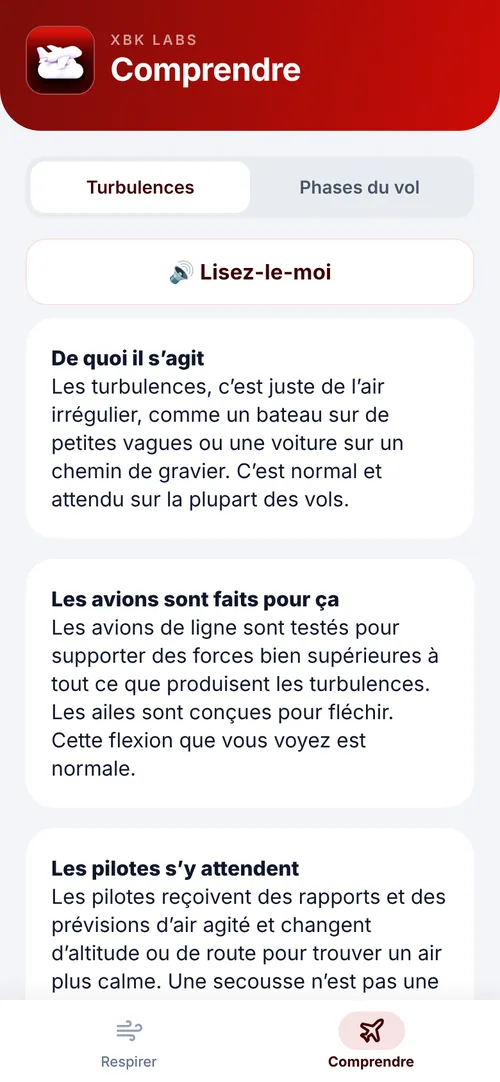 XBK LABS
Comprendre
Turbulences
Phases du vol
🔊 Lisez-le-moi
De quoi il s’agit
Les turbulences, c’est juste de l’air
irrégulier, comme un bateau sur de
petites vagues ou une voiture sur un
chemin de gravier. C’est normal et
attendu sur la plupart des vols.
Les avions sont faits pour ça
Les avions de ligne sont testés pour
supporter des forces bien supérieures à
tout ce que produisent les turbulences.
Les ailes sont conçues pour fléchir.
Cette flexion que vous voyez est
normale.
Les pilotes s’y attendent
Les pilotes reçoivent des rapports et des
prévisions d’air agité et changent
d’altitude ou de route pour trouver un air
plus calme. Une secousse n’est pas une
Respirer
Comprendre